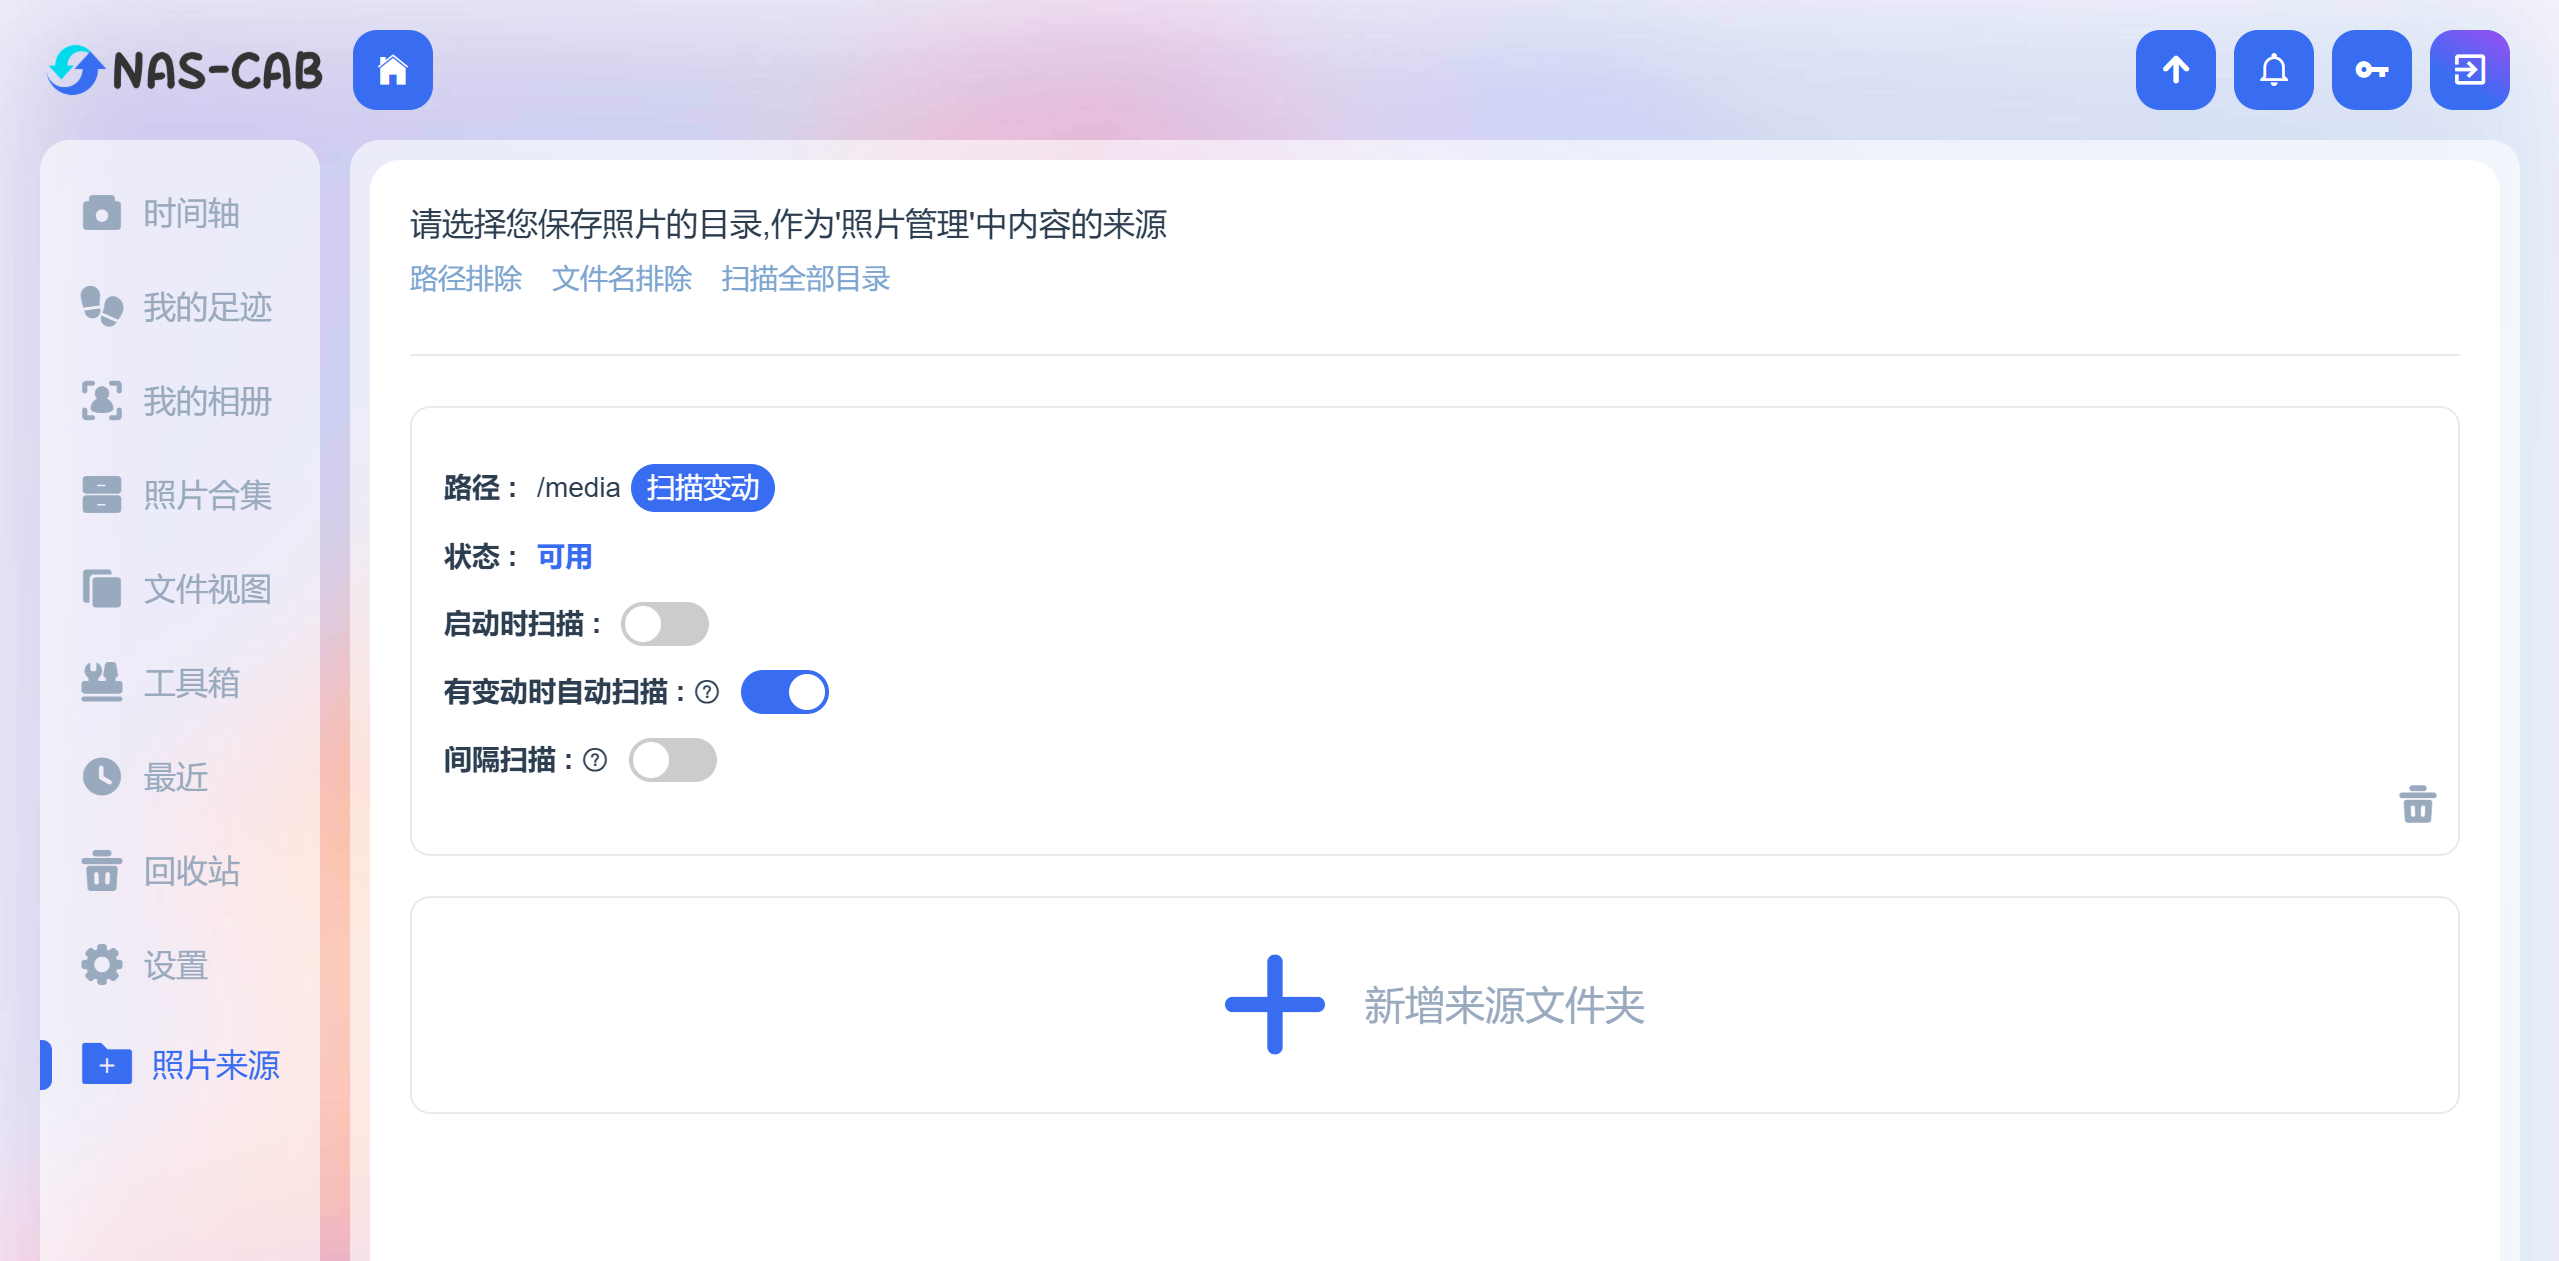 NAS-CAB
时间轴
我的足迹
我的相册
照片合集
文件视图
工具箱
最近
回收站
设置
照片来源
请选择您保存照片的目录,作为'照片管理'中内容的来源
路径排除 文件名排除 扫描全部目录
路径： /media 扫描变动
状态： 可用
启动时扫描：
有变动时自动扫描：
间隔扫描：
新增来源文件夹